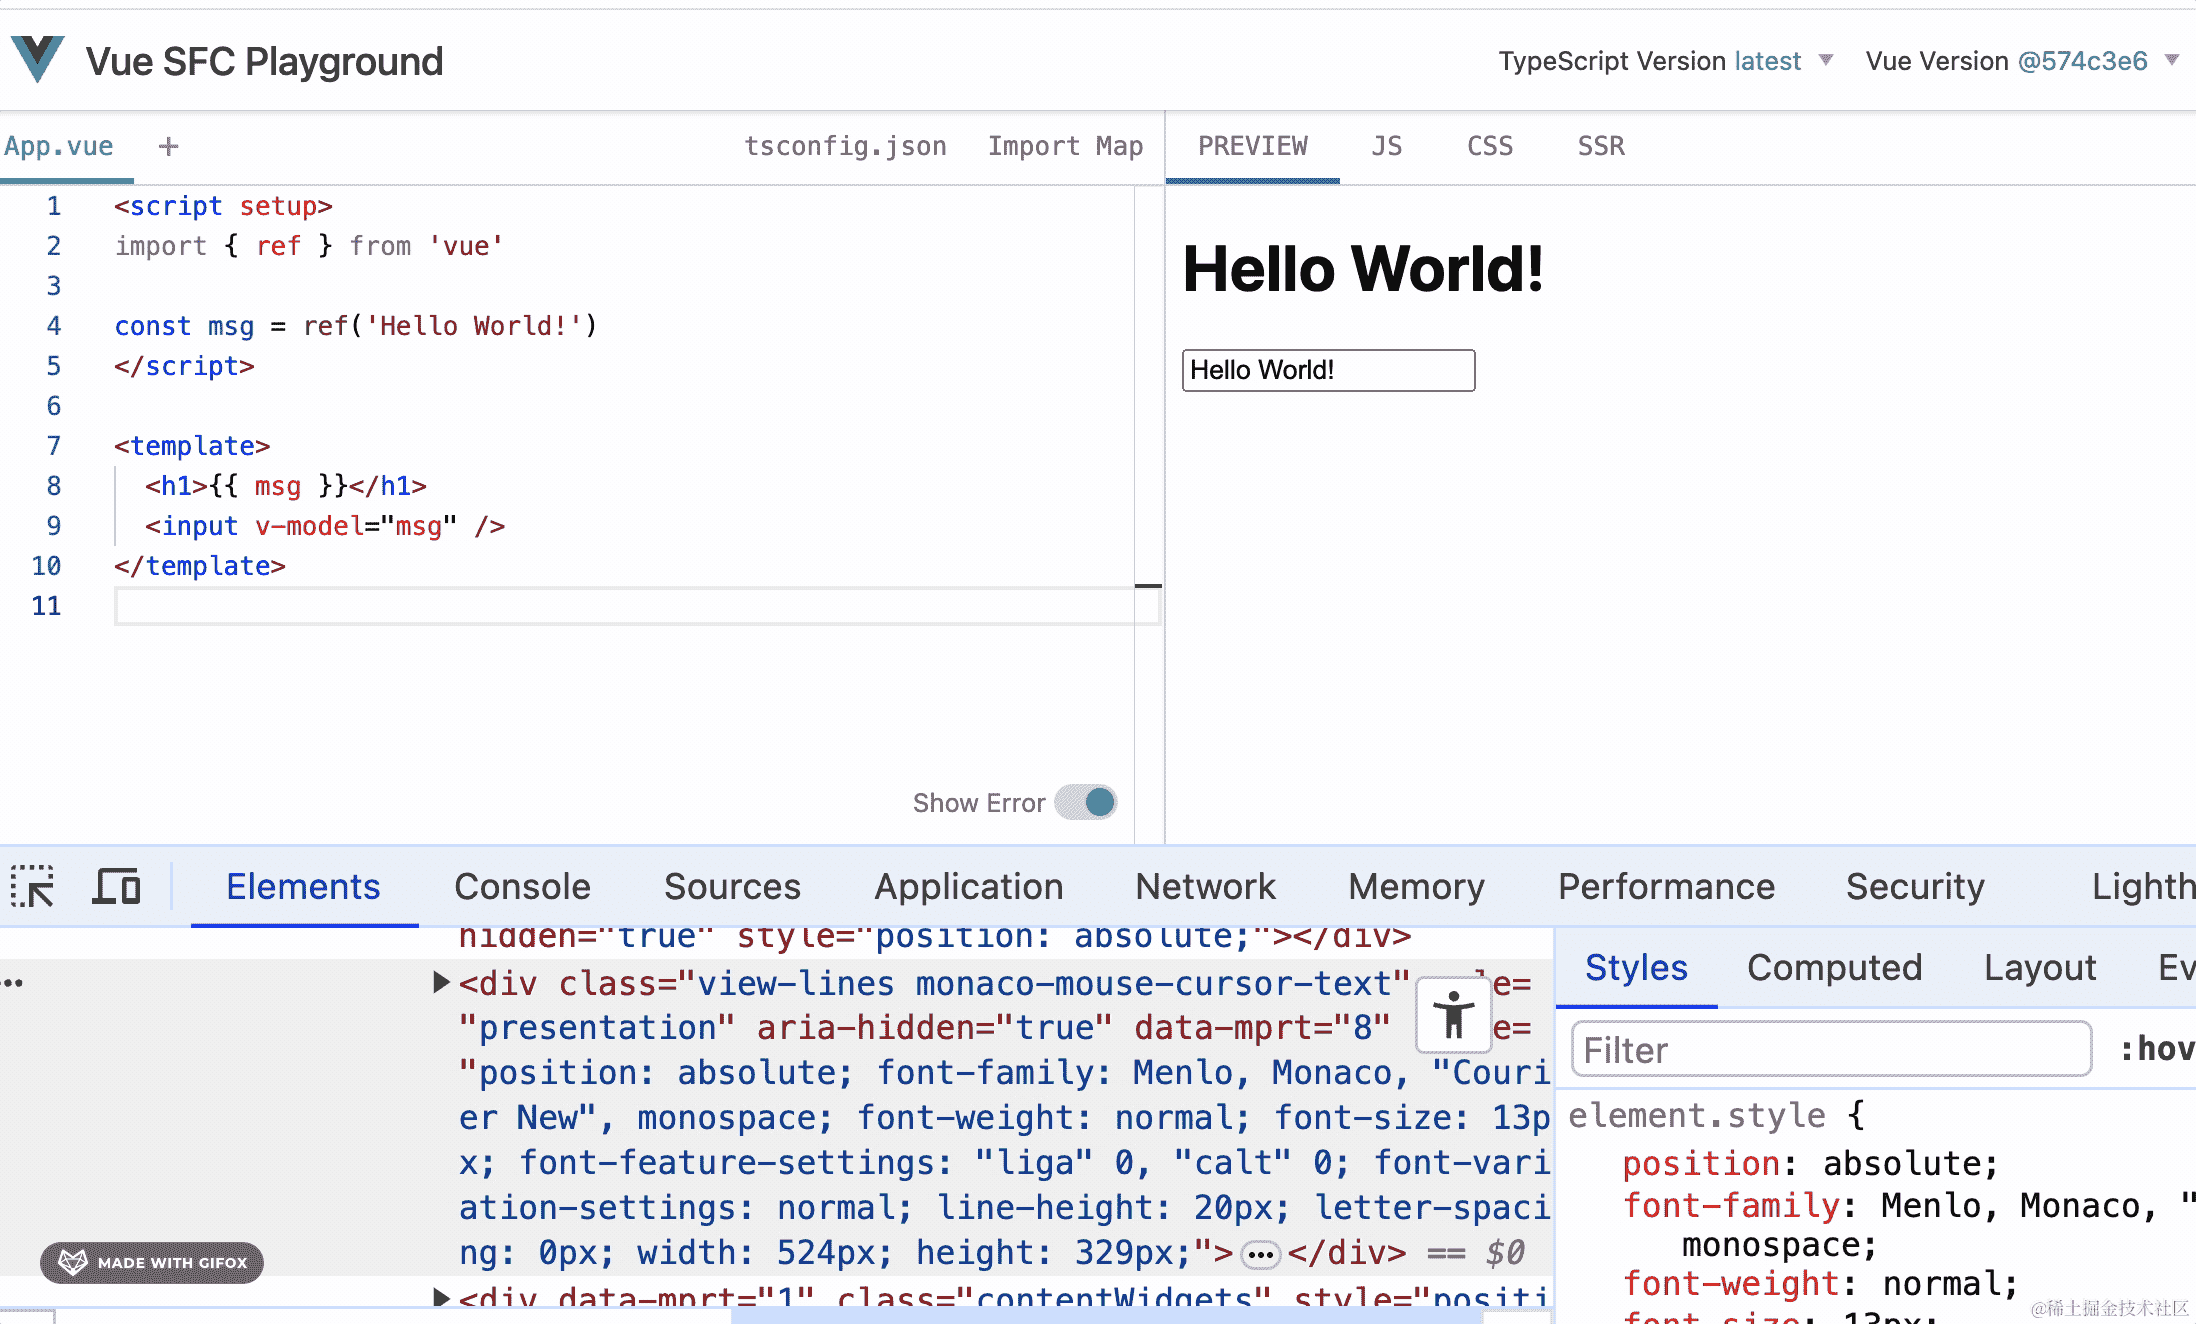 Vue SFC Playground
TypeScript Version latest
Vue Version @574c3e6
App.vue +
tsconfig.json
Import Map
PREVIEW
JS
CSS
SSR
1 <script setup>
2 import { ref } from 'vue'
3
4 const msg = ref('Hello World!')
5 </script>
6
7 <template>
8 <h1>{{ msg }}</h1>
9 <input v-model="msg" />
10 </template>
11
Hello World!
Hello World!
Show Error
Elements
Console
Sources
Application
Network
Memory
Performance
Security
Lighth
hidden="true" style="position: absolute;"></div>
<div class="view-lines monaco-mouse-cursor-text" le=
"presentation" aria-hidden="true" data-mprt="8" e=
"position: absolute; font-family: Menlo, Monaco, "Couri
er New", monospace; font-weight: normal; font-size: 13p
x; font-feature-settings: "liga" 0, "calt" 0; font-vari
ation-settings: normal; line-height: 20px; letter-spaci
ng: 0px; width: 524px; height: 329px;">…</div> == $0
<div data-mprt="1" class="contentWidgets" style="positi
Styles
Computed
Layout
Ev
Filter
:hov
element.style {
position: absolute;
font-family: Menlo, Monaco, "
monospace;
font-weight: normal;
font-size: 13px;
MADE WITH GIFOX
@稀土掘金技术社区